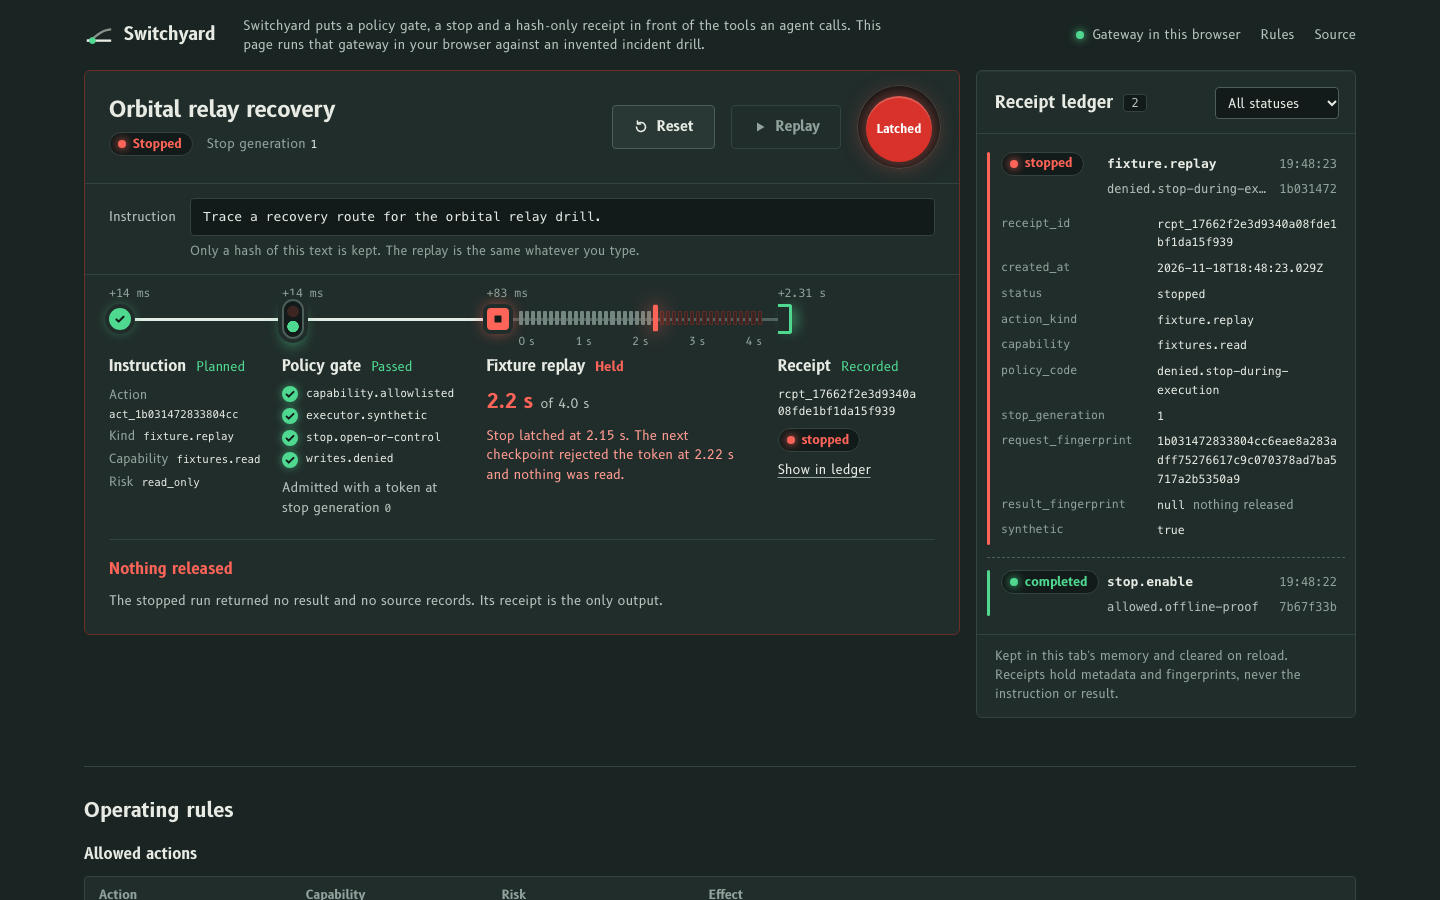 Switchyard
Switchyard puts a policy gate, a stop and a hash-only receipt in front of the tools an agent calls. This
page runs that gateway in your browser against an invented incident drill.
Gateway in this browser
Rules
Source
Orbital relay recovery
Stopped
Stop generation 1
Reset
Replay
Latched
Instruction
Trace a recovery route for the orbital relay drill.
Only a hash of this text is kept. The replay is the same whatever you type.
+14 ms
+14 ms
+83 ms
+2.31 s
0 s
1 s
2 s
3 s
4 s
Instruction Planned
Action
act_1b031472833804cc
Kind fixture.replay
Capability fixtures.read
Risk read_only
Policy gate Passed
capability.allowlisted
executor.synthetic
stop.open-or-control
writes.denied
Admitted with a token at
stop generation 0
Fixture replay Held
2.2 s of 4.0 s
Stop latched at 2.15 s. The next
checkpoint rejected the token at 2.22 s
and nothing was read.
Receipt Recorded
rcpt_17662f2e3d9340a
08fde1bf1da15f939
stopped
Show in ledger
Nothing released
The stopped run returned no result and no source records. Its receipt is the only output.
Receipt ledger 2
All statuses
stopped
fixture.replay
19:48:23
denied.stop-during-ex…
1b031472
receipt_id
rcpt_17662f2e3d9340a08fde1
bf1da15f939
created_at
2026-11-18T18:48:23.029Z
status
stopped
action_kind
fixture.replay
capability
fixtures.read
policy_code
denied.stop-during-
execution
stop_generation
1
request_fingerprint
1b031472833804cc6eae8a283a
dff75276617c9c070378ad7ba5
717a2b5350a9
result_fingerprint
null nothing released
synthetic
true
completed
stop.enable
19:48:22
allowed.offline-proof
7b67f33b
Kept in this tab's memory and cleared on reload.
Receipts hold metadata and fingerprints, never the
instruction or result.
Operating rules
Allowed actions
Action
Capability
Risk
Effect